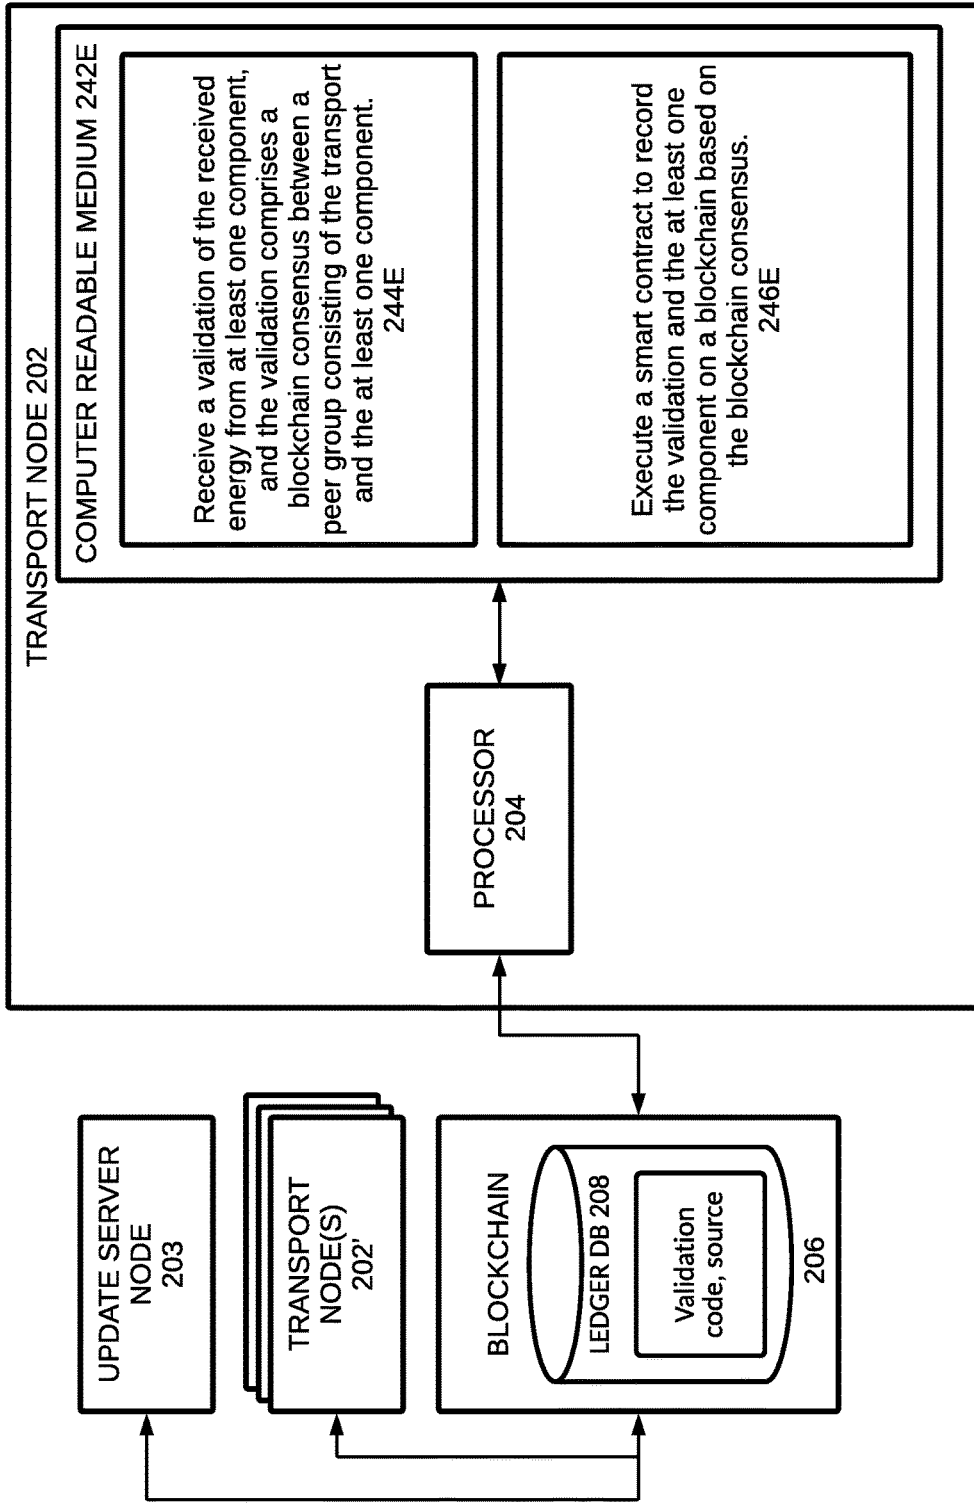 UPDATE SERVER
NODE
203
TRANSPORT
NODE(S)
202'
BLOCKCHAIN
LEDGER DB 208
Validation
code, source
206
TRANSPORT NODE 202
PROCESSOR
204
COMPUTER READABLE MEDIUM 242E
Receive a validation of the received
energy from at least one component,
and the validation comprises a
blockchain consensus between a
peer group consisting of the transport
and the at least one component.
244E
Execute a smart contract to record
the validation and the at least one
component on a blockchain based on
the blockchain consensus.
246E